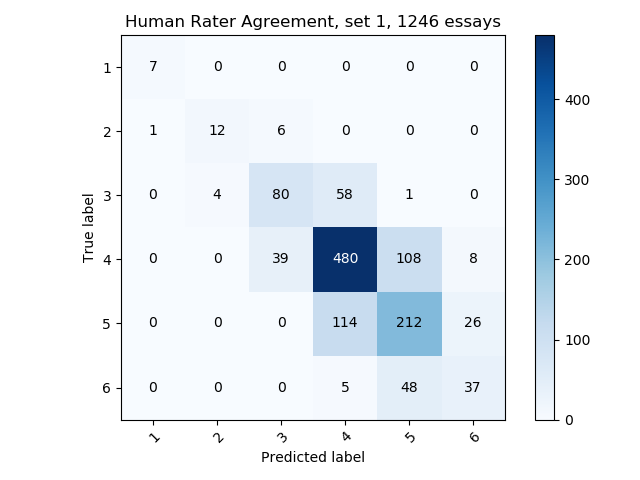 Human Rater Agreement, set 1, 1246 essays
1 7 0 0 0 0 0
2 1 12 6 0 0 0
3 0 4 80 58 1 0
4 0 0 39 480 108 8
5 0 0 0 114 212 26
6 0 0 0 5 48 37
1 2 3 4 5 6
True label
Predicted label
400
300
200
100
0